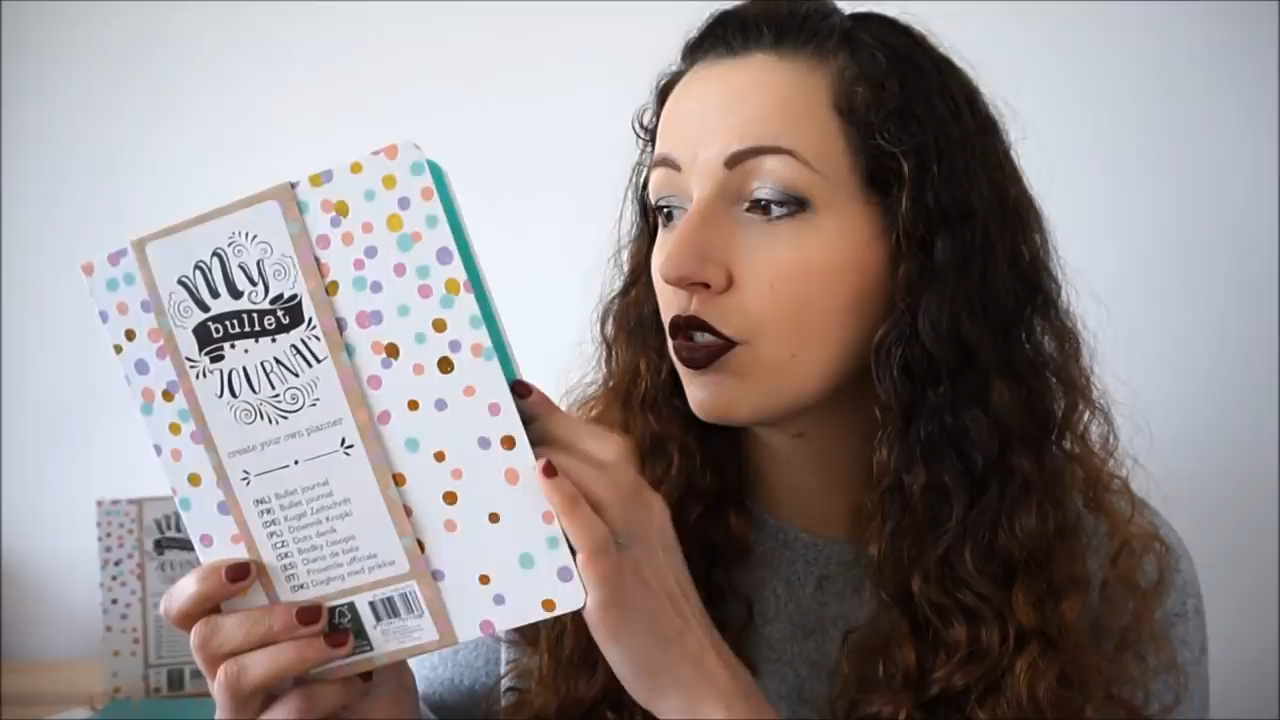 My
bullet
JOURNAL
create your own planner
(NL) Bullet journal
(FR) Bullet journal
(DE) Kugel Zeitschrift
(PL) Dziennik Kropki
(CZ) Dots deník
(SK) Bodky časopis
(ES) Diario de bala
(IT) Proiettile ufficiale
(DK) Dagbog med prikker